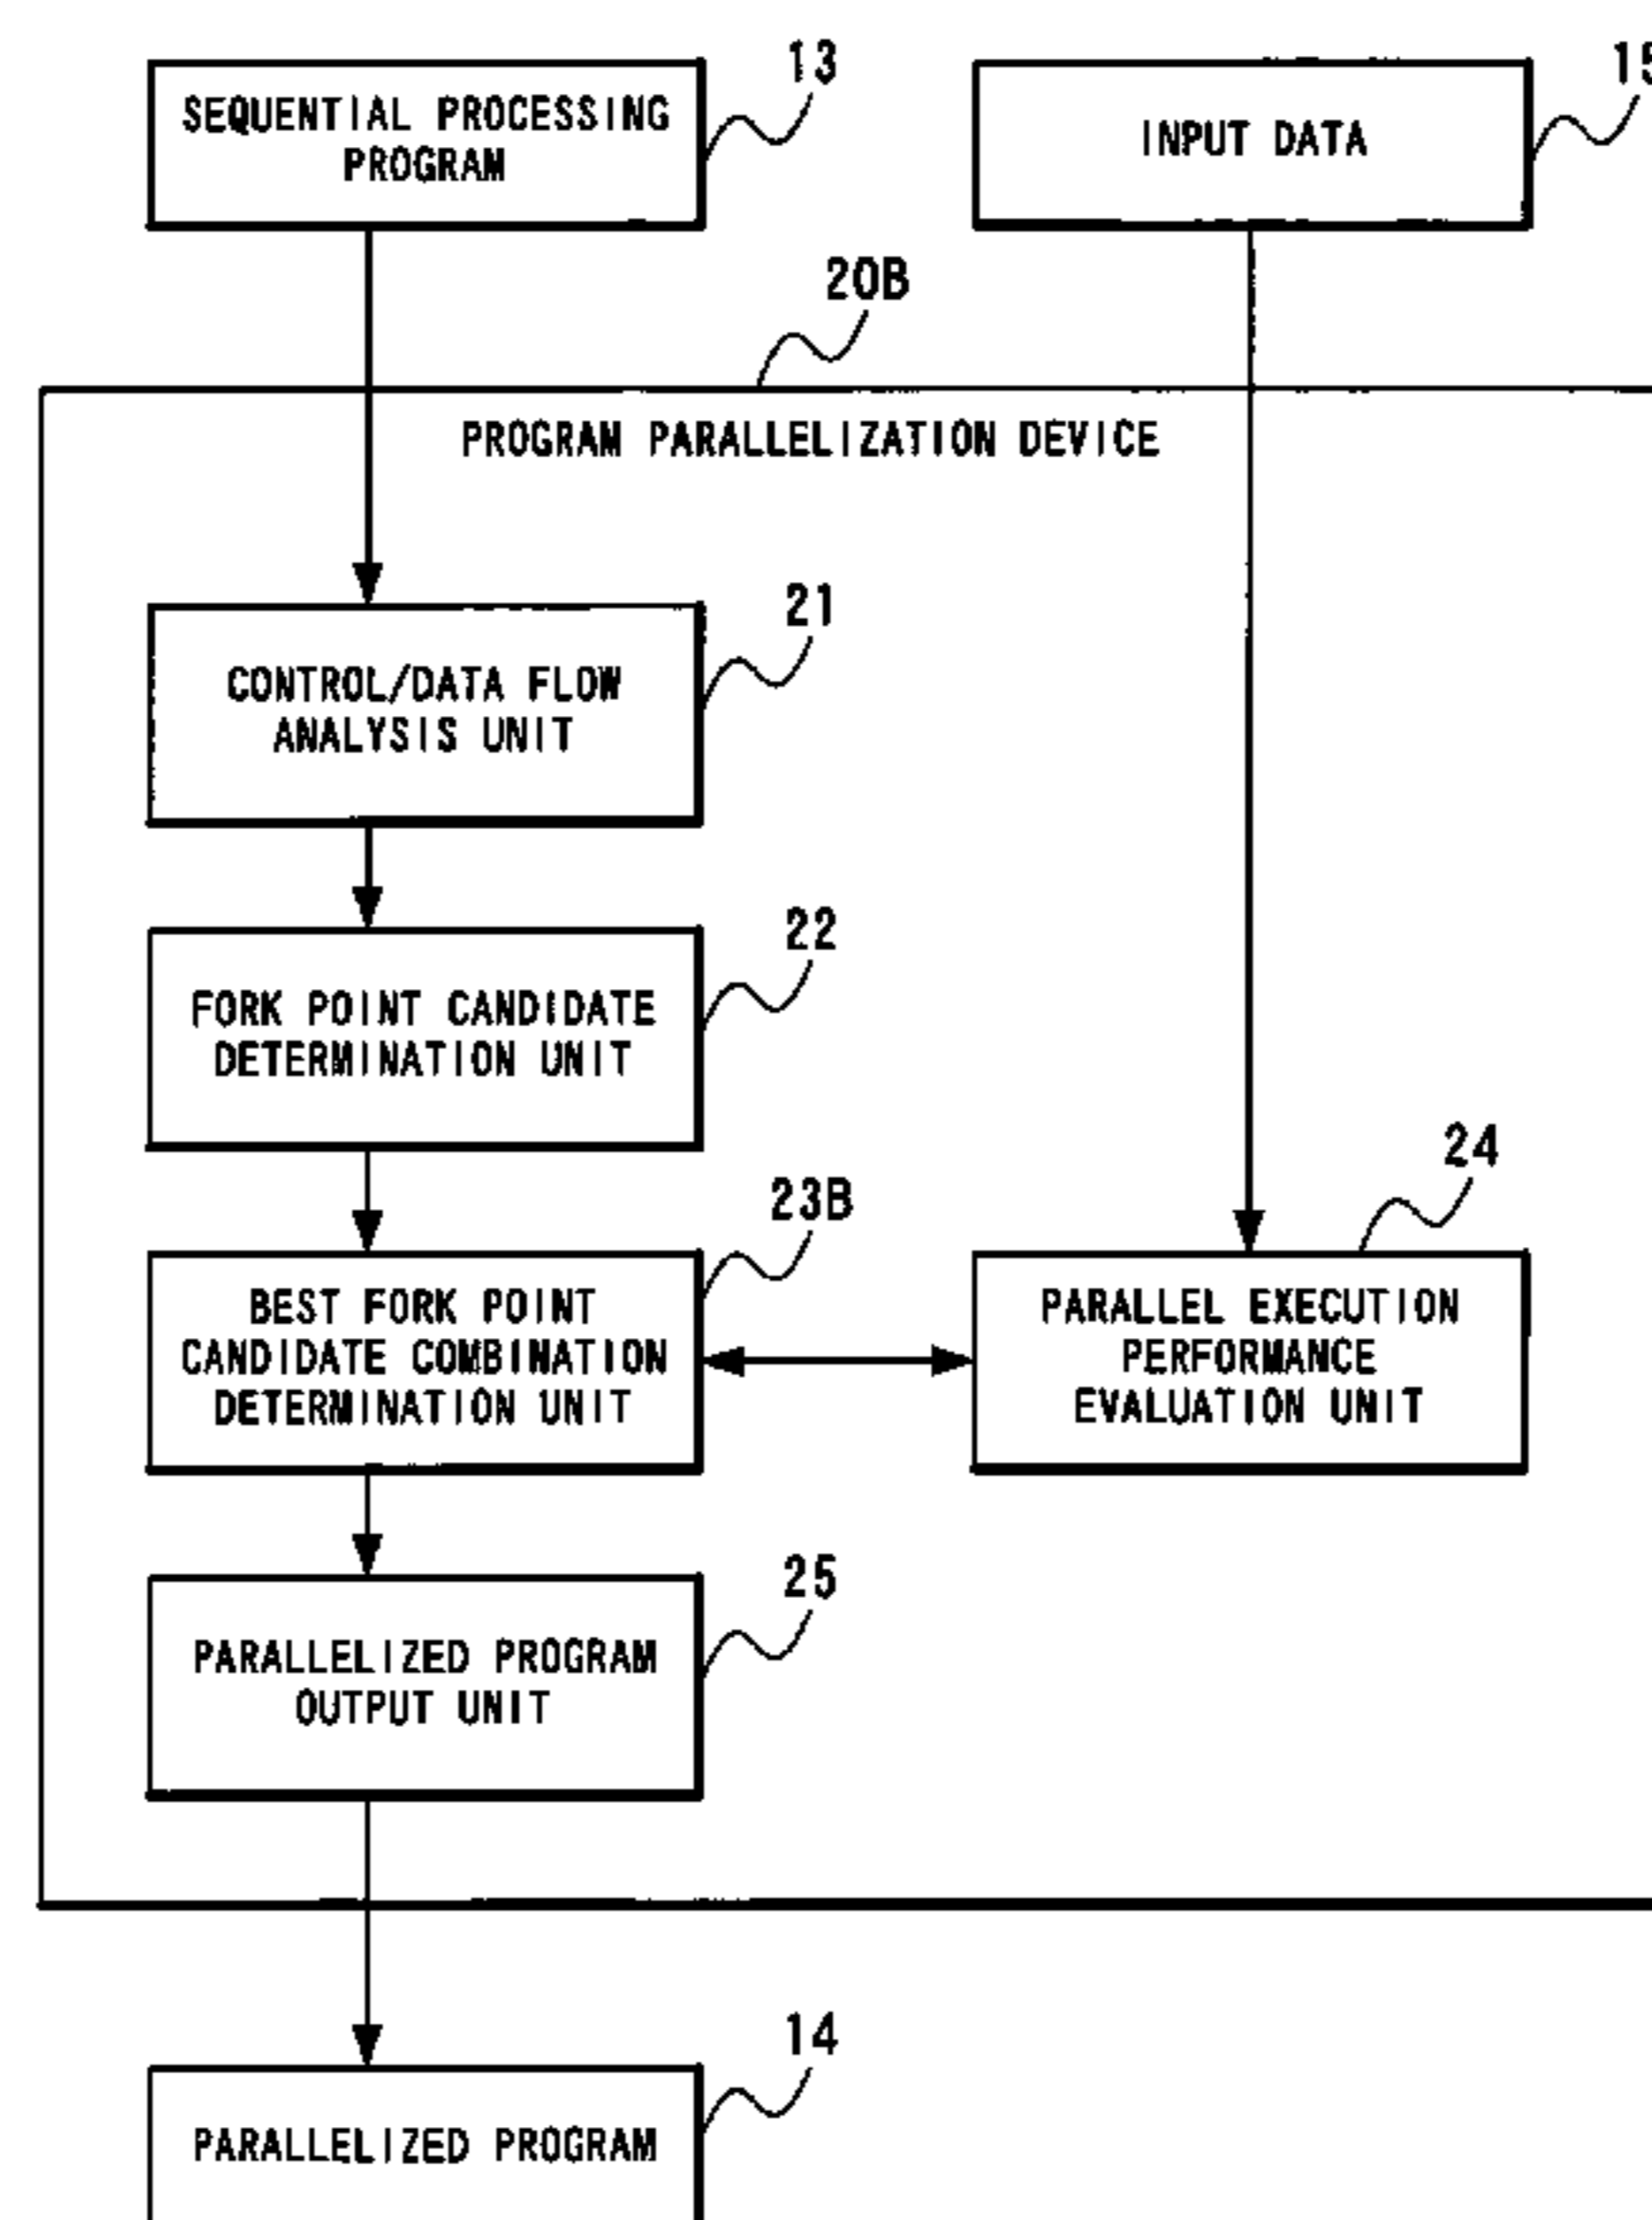 13
SEQUENTIAL PROCESSING
PROGRAM
15
INPUT DATA
20B
PROGRAM PARALLELIZATION DEVICE
21
CONTROL/DATA FLOW
ANALYSIS UNIT
22
FORK POINT CANDIDATE
DETERMINATION UNIT
23B
BEST FORK POINT
CANDIDATE COMBINATION
DETERMINATION UNIT
24
PARALLEL EXECUTION
PERFORMANCE
EVALUATION UNIT
25
PARALLELIZED PROGRAM
OUTPUT UNIT
14
PARALLELIZED PROGRAM